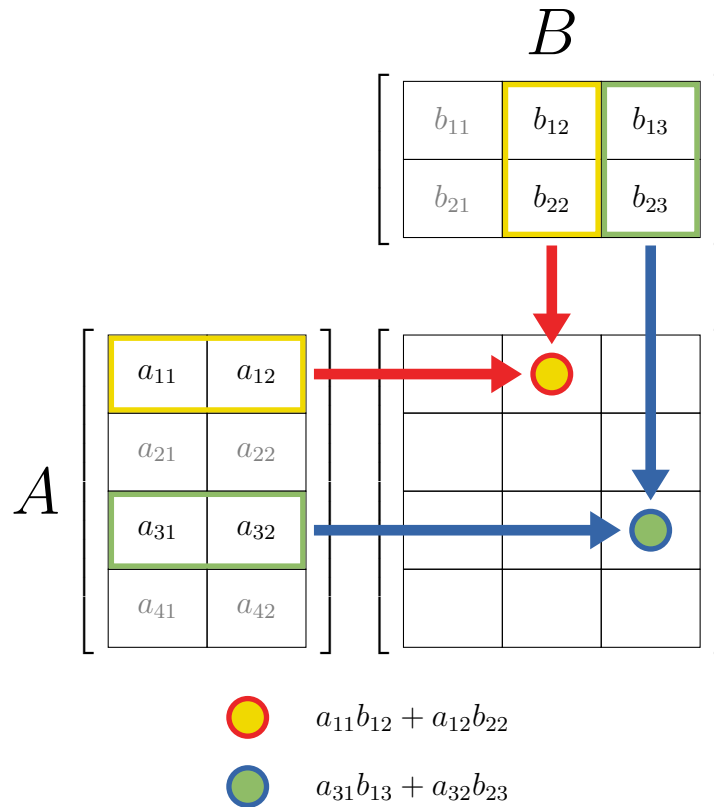 B
b₁₁ b₁₂ b₁₃
b₂₁ b₂₂ b₂₃
A
a₁₁ a₁₂
a₂₁ a₂₂
a₃₁ a₃₂
a₄₁ a₄₂
a₁₁b₁₂ + a₁₂b₂₂
a₃₁b₁₃ + a₃₂b₂₃